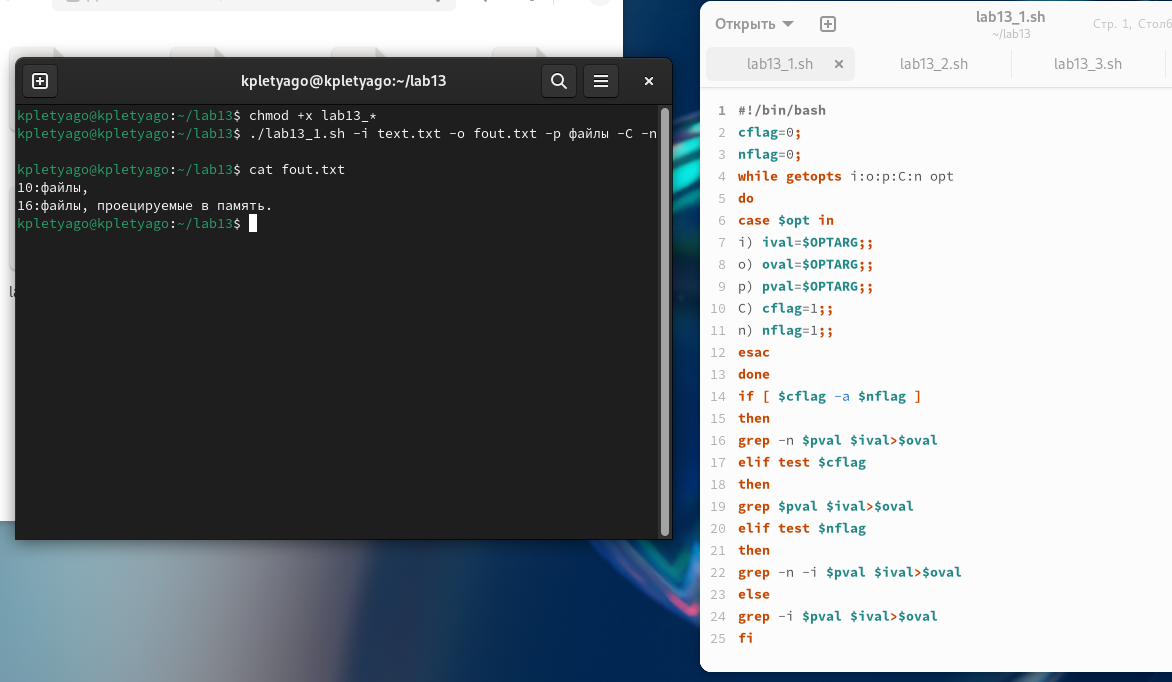 kpletyago@kpletyago:~/lab13
kpletyago@kpletyago:~/lab13$ chmod +x lab13_*
kpletyago@kpletyago:~/lab13$ ./lab13_1.sh -i text.txt -o fout.txt -p файлы -C -n
kpletyago@kpletyago:~/lab13$ cat fout.txt
10:файлы,
16:файлы, проецируемые в память.
kpletyago@kpletyago:~/lab13$
Открыть
lab13_1.sh
~/lab13
Стр. 1,
lab13_1.sh × lab13_2.sh lab13_3.sh
1 #!/bin/bash
2 cflag=0;
3 nflag=0;
4 while getopts i:o:p:C:n opt
5 do
6 case $opt in
7 i) ival=$OPTARG;;
8 o) oval=$OPTARG;;
9 p) pval=$OPTARG;;
10 C) cflag=1;;
11 n) nflag=1;;
12 esac
13 done
14 if [ $cflag -a $nflag ]
15 then
16 grep -n $pval $ival>$oval
17 elif test $cflag
18 then
19 grep $pval $ival>$oval
20 elif test $nflag
21 then
22 grep -n -i $pval $ival>$oval
23 else
24 grep -i $pval $ival>$oval
25 fi